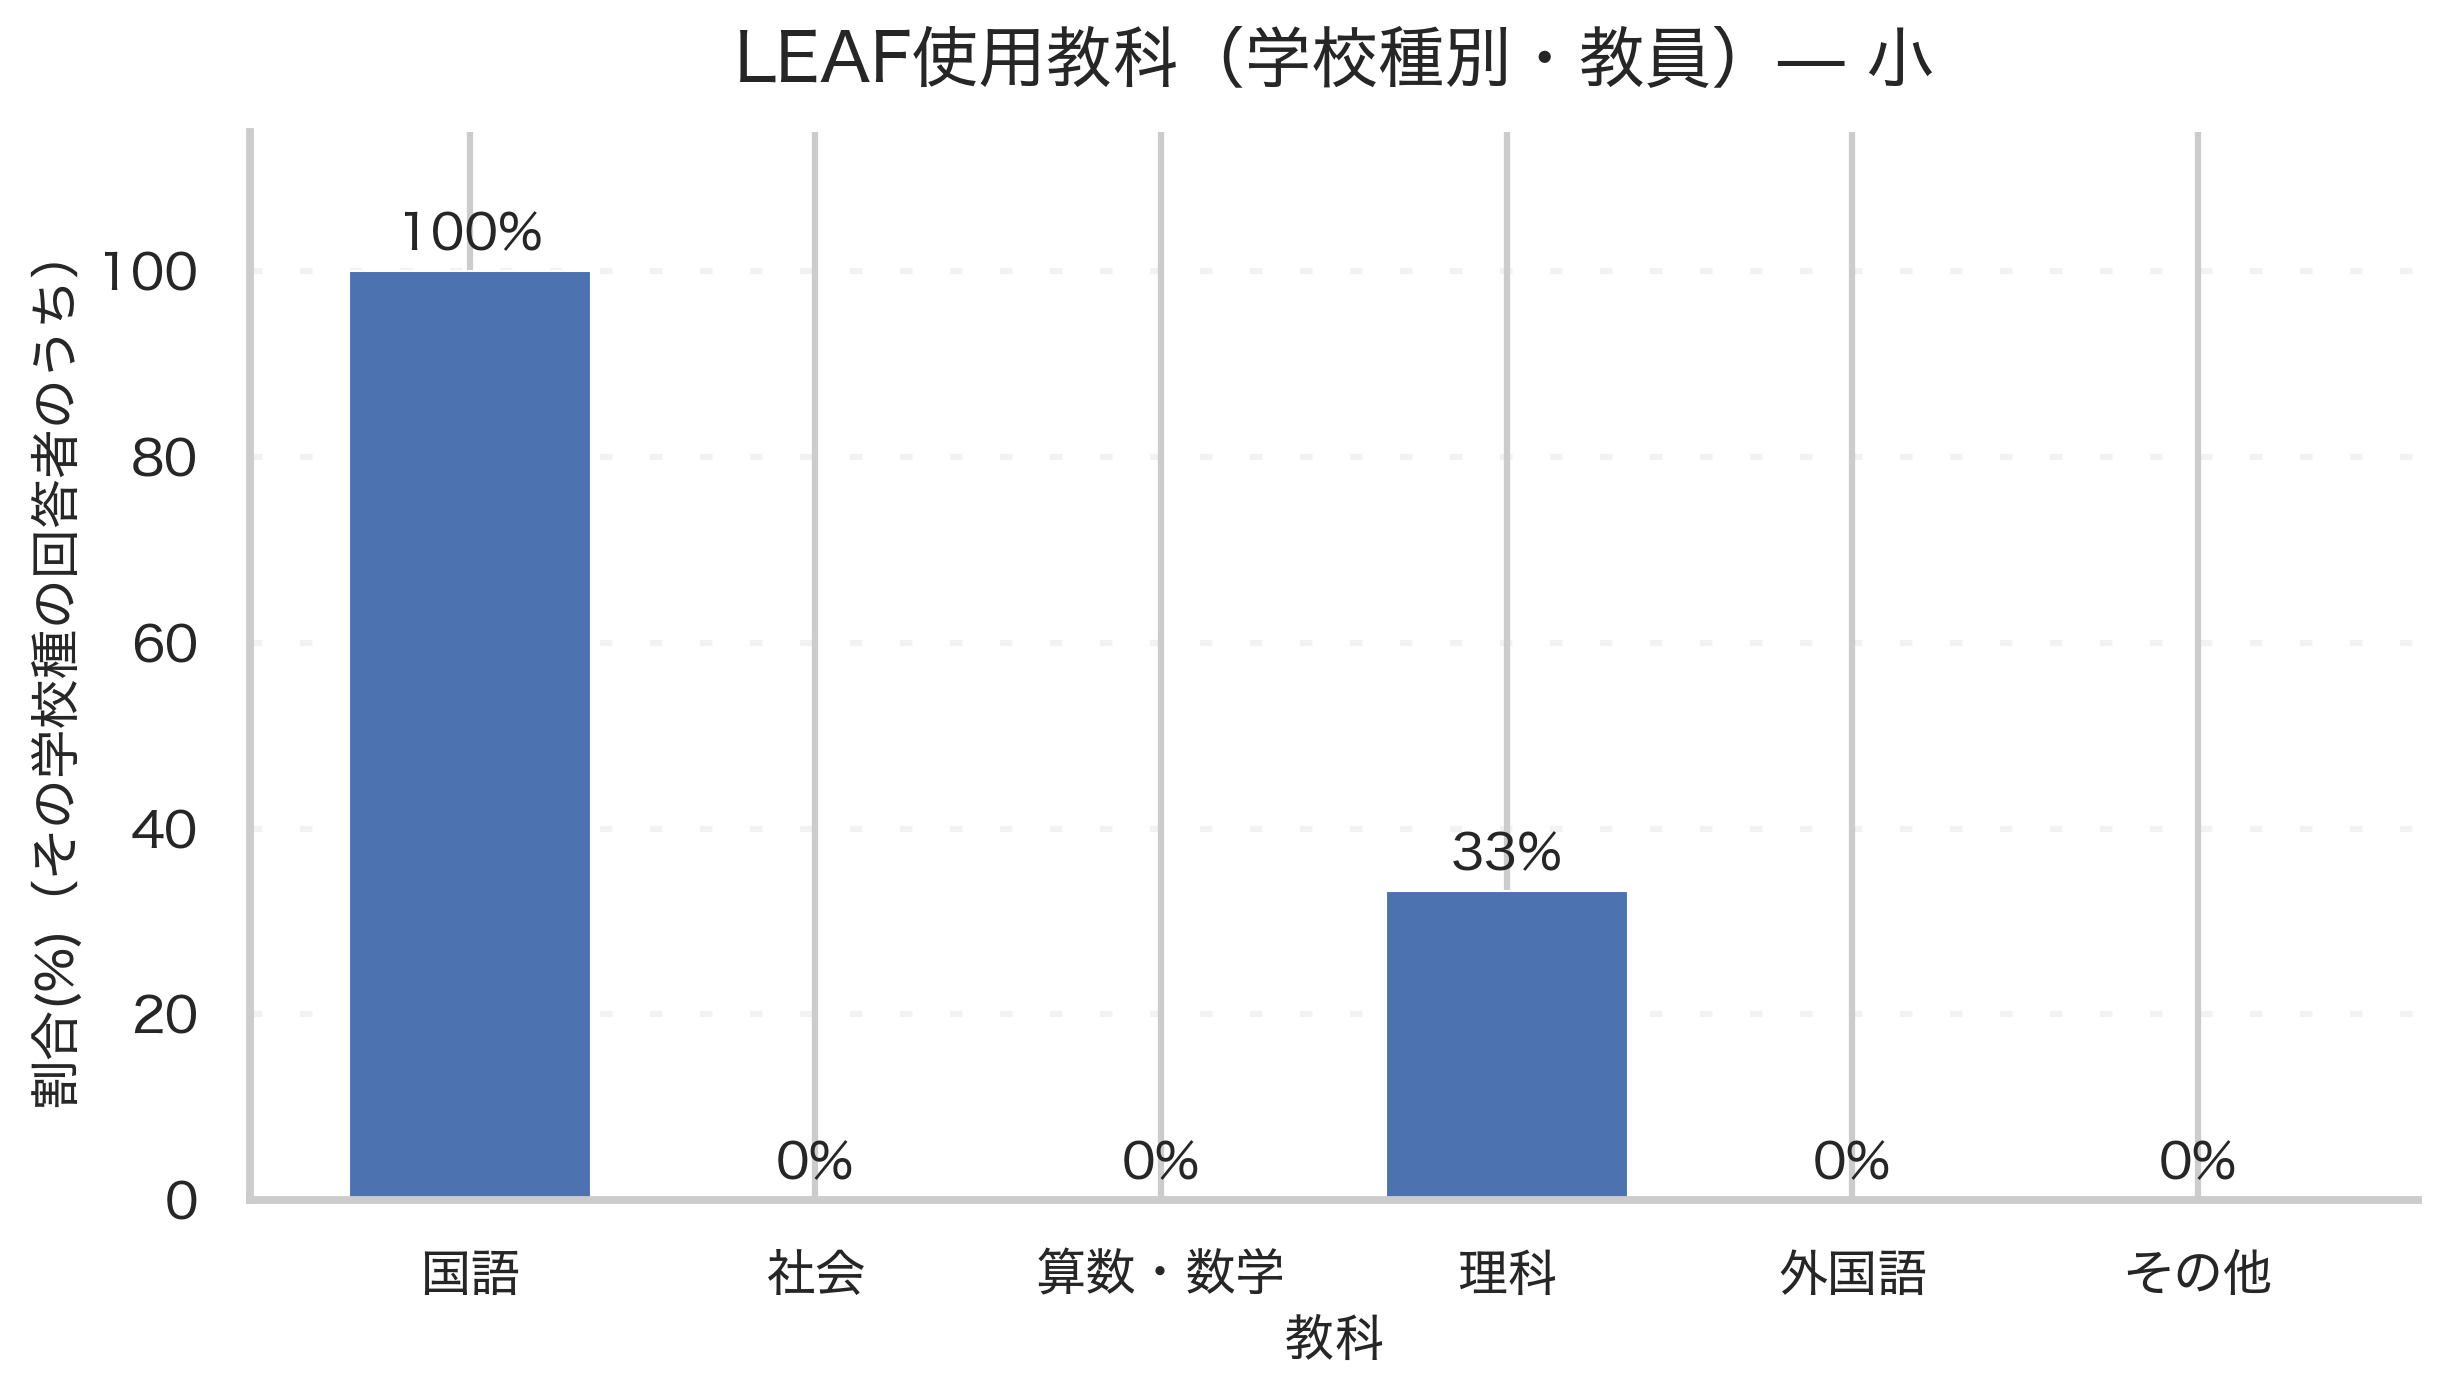 LEAF使用教科（学校種別・教員）— 小
割合(%)（その学校種の回答者のうち）
100
80
60
40
20
0
100%
0%
0%
33%
0%
0%
国語
社会
算数・数学
理科
外国語
その他
教科